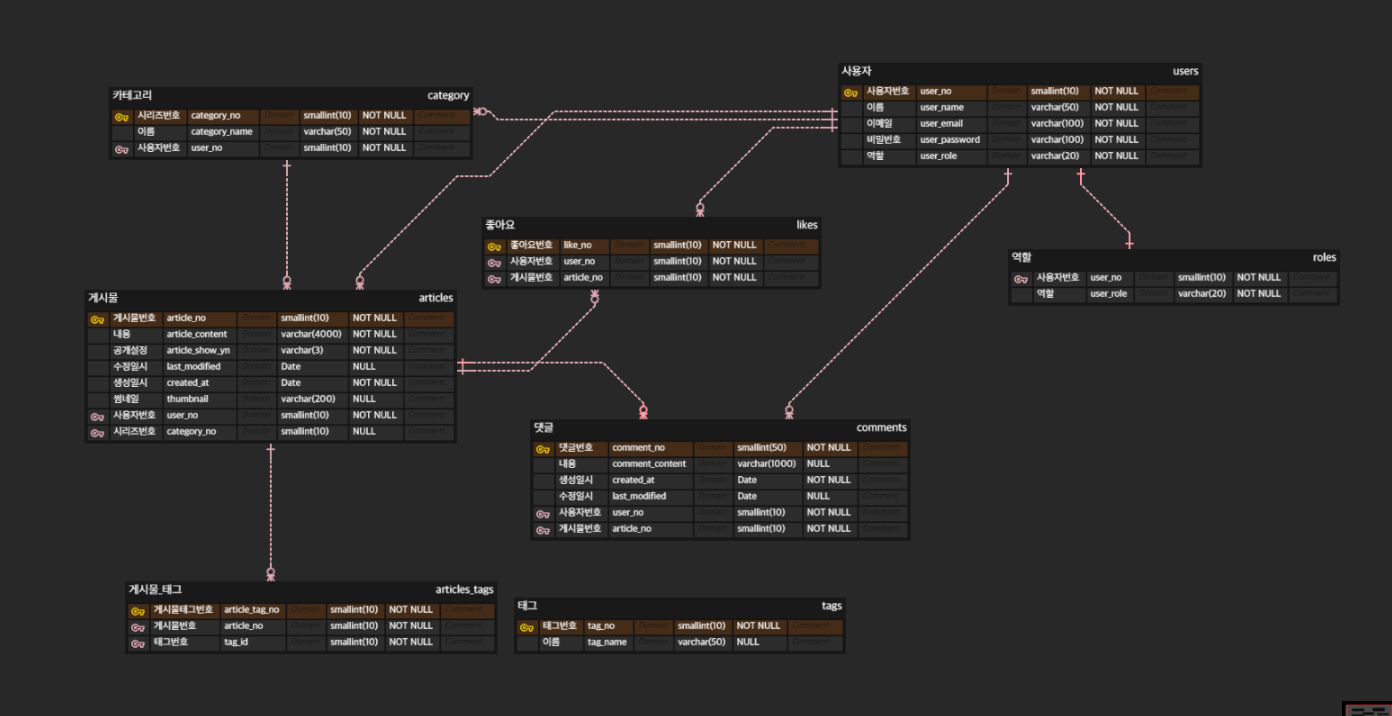 카테고리 category
시리즈번호 category_no Domain smallint(10) NOT NULL Comment
이름 category_name Domain varchar(50) NOT NULL Comment
사용자번호 user_no Domain smallint(10) NOT NULL Comment
사용자 users
사용자번호 user_no Domain smallint(10) NOT NULL Comment
이름 user_name Domain varchar(50) NOT NULL Comment
이메일 user_email Domain varchar(100) NOT NULL Comment
비밀번호 user_password Domain varchar(100) NOT NULL Comment
역할 user_role Domain varchar(20) NOT NULL Comment
좋아요 likes
좋아요번호 like_no Domain smallint(10) NOT NULL Comment
사용자번호 user_no Domain smallint(10) NOT NULL Comment
게시물번호 article_no Domain smallint(10) NOT NULL Comment
역할 roles
사용자번호 user_no Domain smallint(10) NOT NULL Comment
역할 user_role Domain varchar(20) NOT NULL Comment
게시물 articles
게시물번호 article_no Domain smallint(10) NOT NULL Comment
내용 article_content Domain varchar(4000) NOT NULL Comment
공개설정 article_show_yn Domain varchar(3) NOT NULL Comment
수정일시 last_modified Domain Date NULL Comment
생성일시 created_at Domain Date NOT NULL Comment
썸네일 thumbnail Domain varchar(200) NULL Comment
사용자번호 user_no Domain smallint(10) NOT NULL Comment
시리즈번호 category_no Domain smallint(10) NULL Comment
댓글 comments
댓글번호 comment_no Domain smallint(50) NOT NULL Comment
내용 comment_content Domain varchar(1000) NULL Comment
생성일시 created_at Domain Date NOT NULL Comment
수정일시 last_modified Domain Date NULL Comment
사용자번호 user_no Domain smallint(10) NOT NULL Comment
게시물번호 article_no Domain smallint(10) NOT NULL Comment
게시물_태그 articles_tags
게시물태그번호 article_tag_no Domain smallint(10) NOT NULL Comment
게시물번호 article_no Domain smallint(10) NOT NULL Comment
태그번호 tag_id Domain smallint(10) NOT NULL Comment
태그 tags
태그번호 tag_no Domain smallint(10) NOT NULL Comment
이름 tag_name Domain varchar(50) NULL Comment